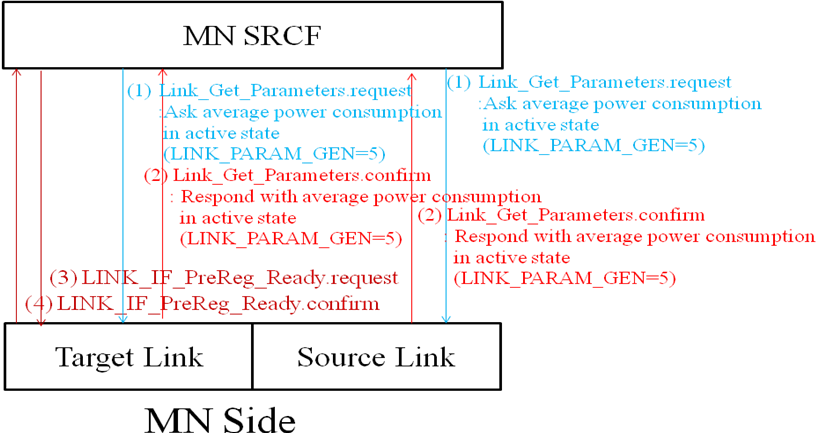 MN SRCF
(1) Link_Get_Parameters.request
:Ask average power consumption
in active state
(LINK_PARAM_GEN=5)
(2) Link_Get_Parameters.confirm
: Respond with average power consumption
in active state
(LINK_PARAM_GEN=5)
(1) Link_Get_Parameters.request
:Ask average power consumption
in active state
(LINK_PARAM_GEN=5)
(2) Link_Get_Parameters.confirm
: Respond with average power consumption
in active state
(LINK_PARAM_GEN=5)
(3) LINK_IF_PreReg_Ready.request
(4) LINK_IF_PreReg_Ready.confirm
Target Link
Source Link
MN Side